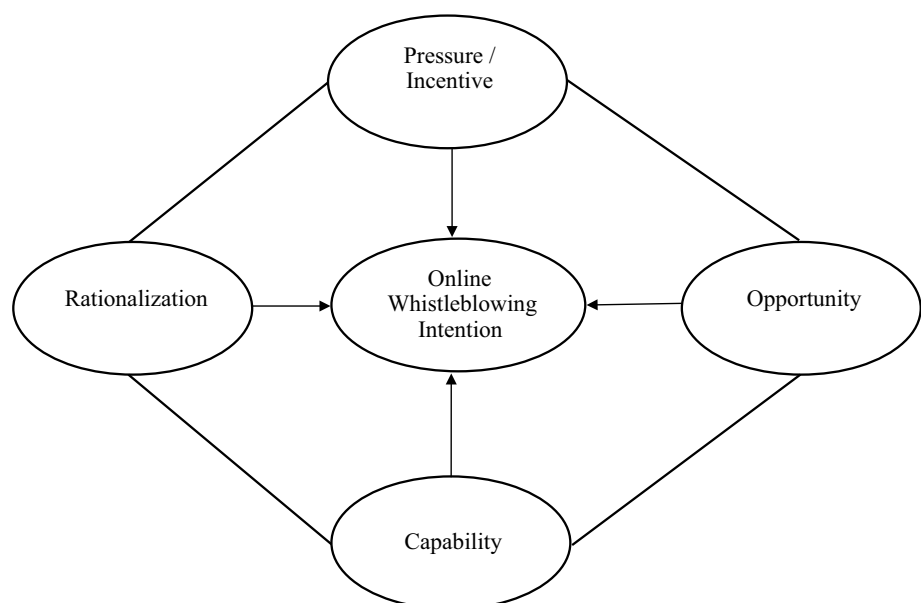 Pressure /
Incentive
Rationalization
Online
Whistleblowing
Intention
Opportunity
Capability